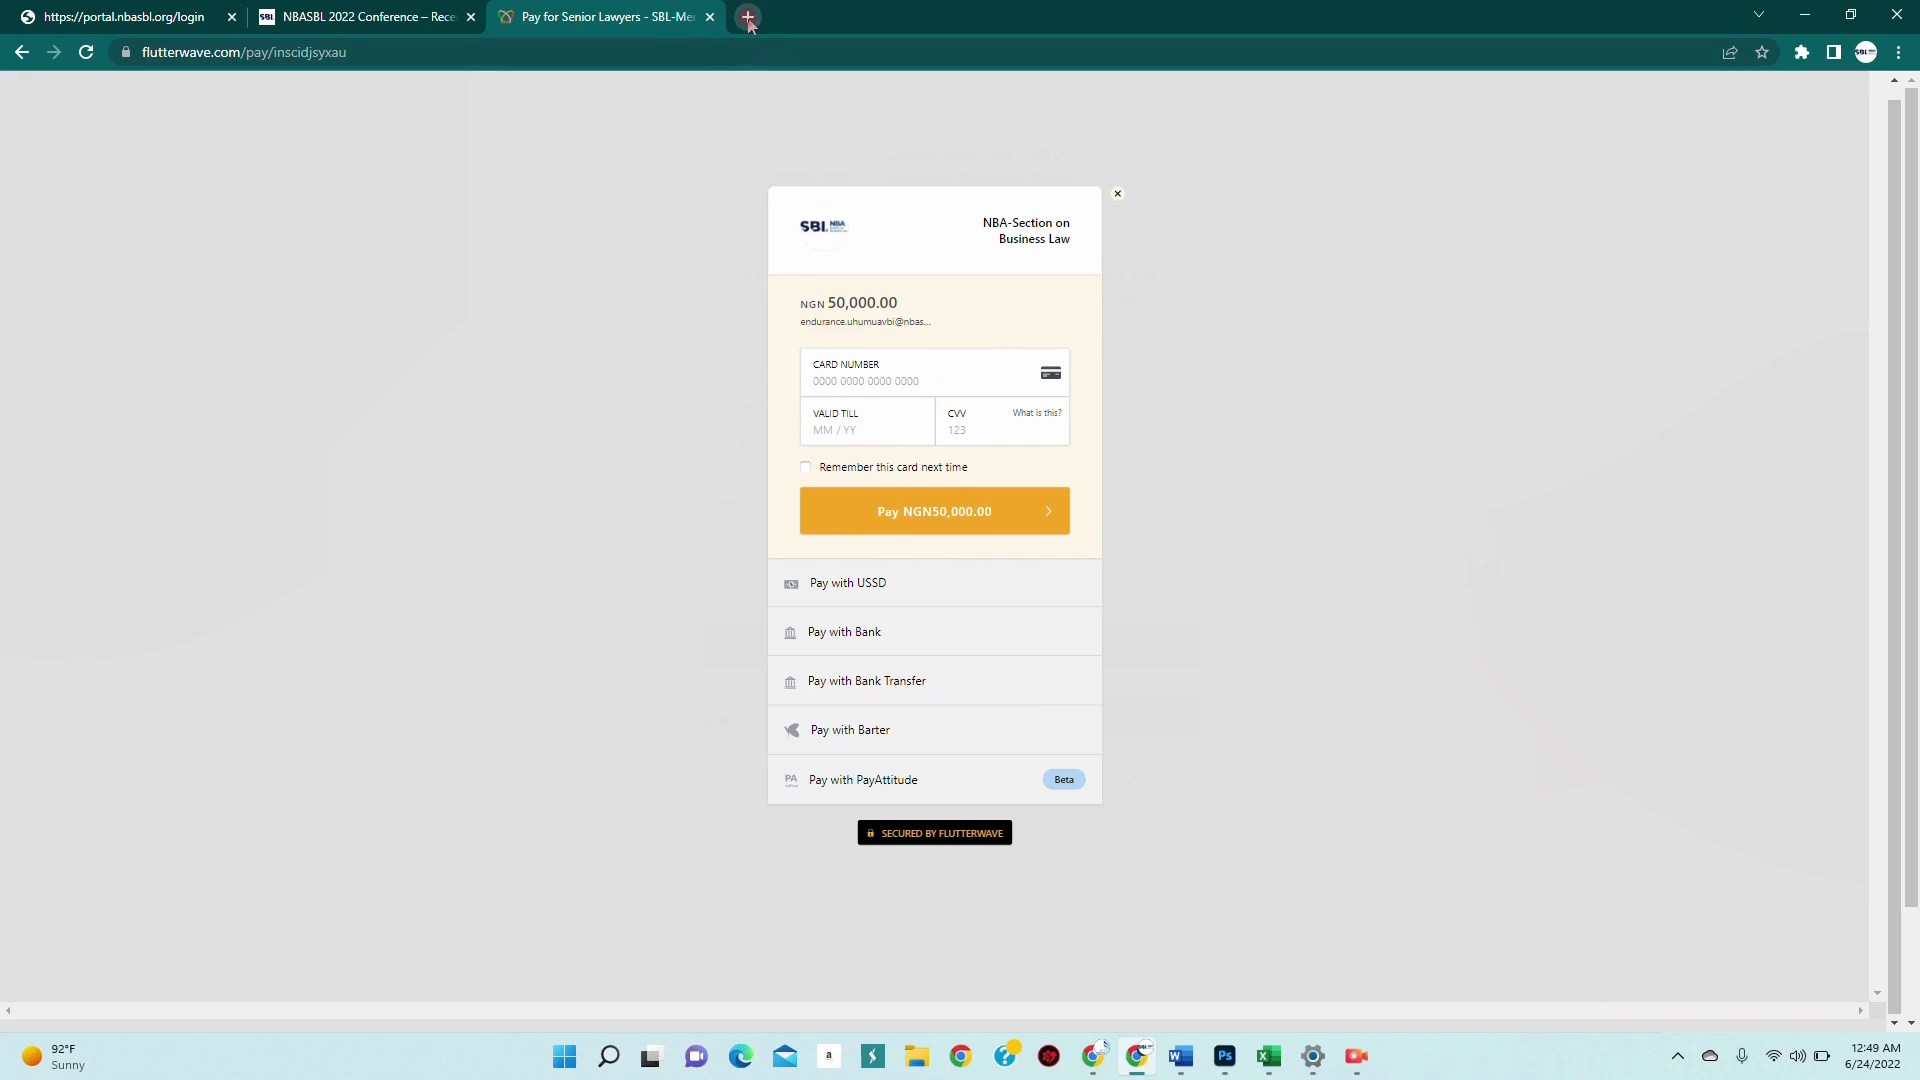 https://portal.nbasbl.org/login
SBL NBASBL 2022 Conference – Rece
Pay for Senior Lawyers - SBL-Me
flutterwave.com/pay/inscidjsyxau
SBL NBA
NBA-Section on
Business Law
NGN 50,000.00
endurance.uhumuavbi@nbas...
CARD NUMBER
0000 0000 0000 0000
VALID TILL
MM / YY
CVV
What is this?
123
Remember this card next time
Pay NGN50,000.00
Pay with USSD
Pay with Bank
Pay with Bank Transfer
Pay with Barter
PA Pay with PayAttitude Beta
SECURED BY FLUTTERWAVE
92°F
Sunny
a
Ps
12:49 AM
6/24/2022